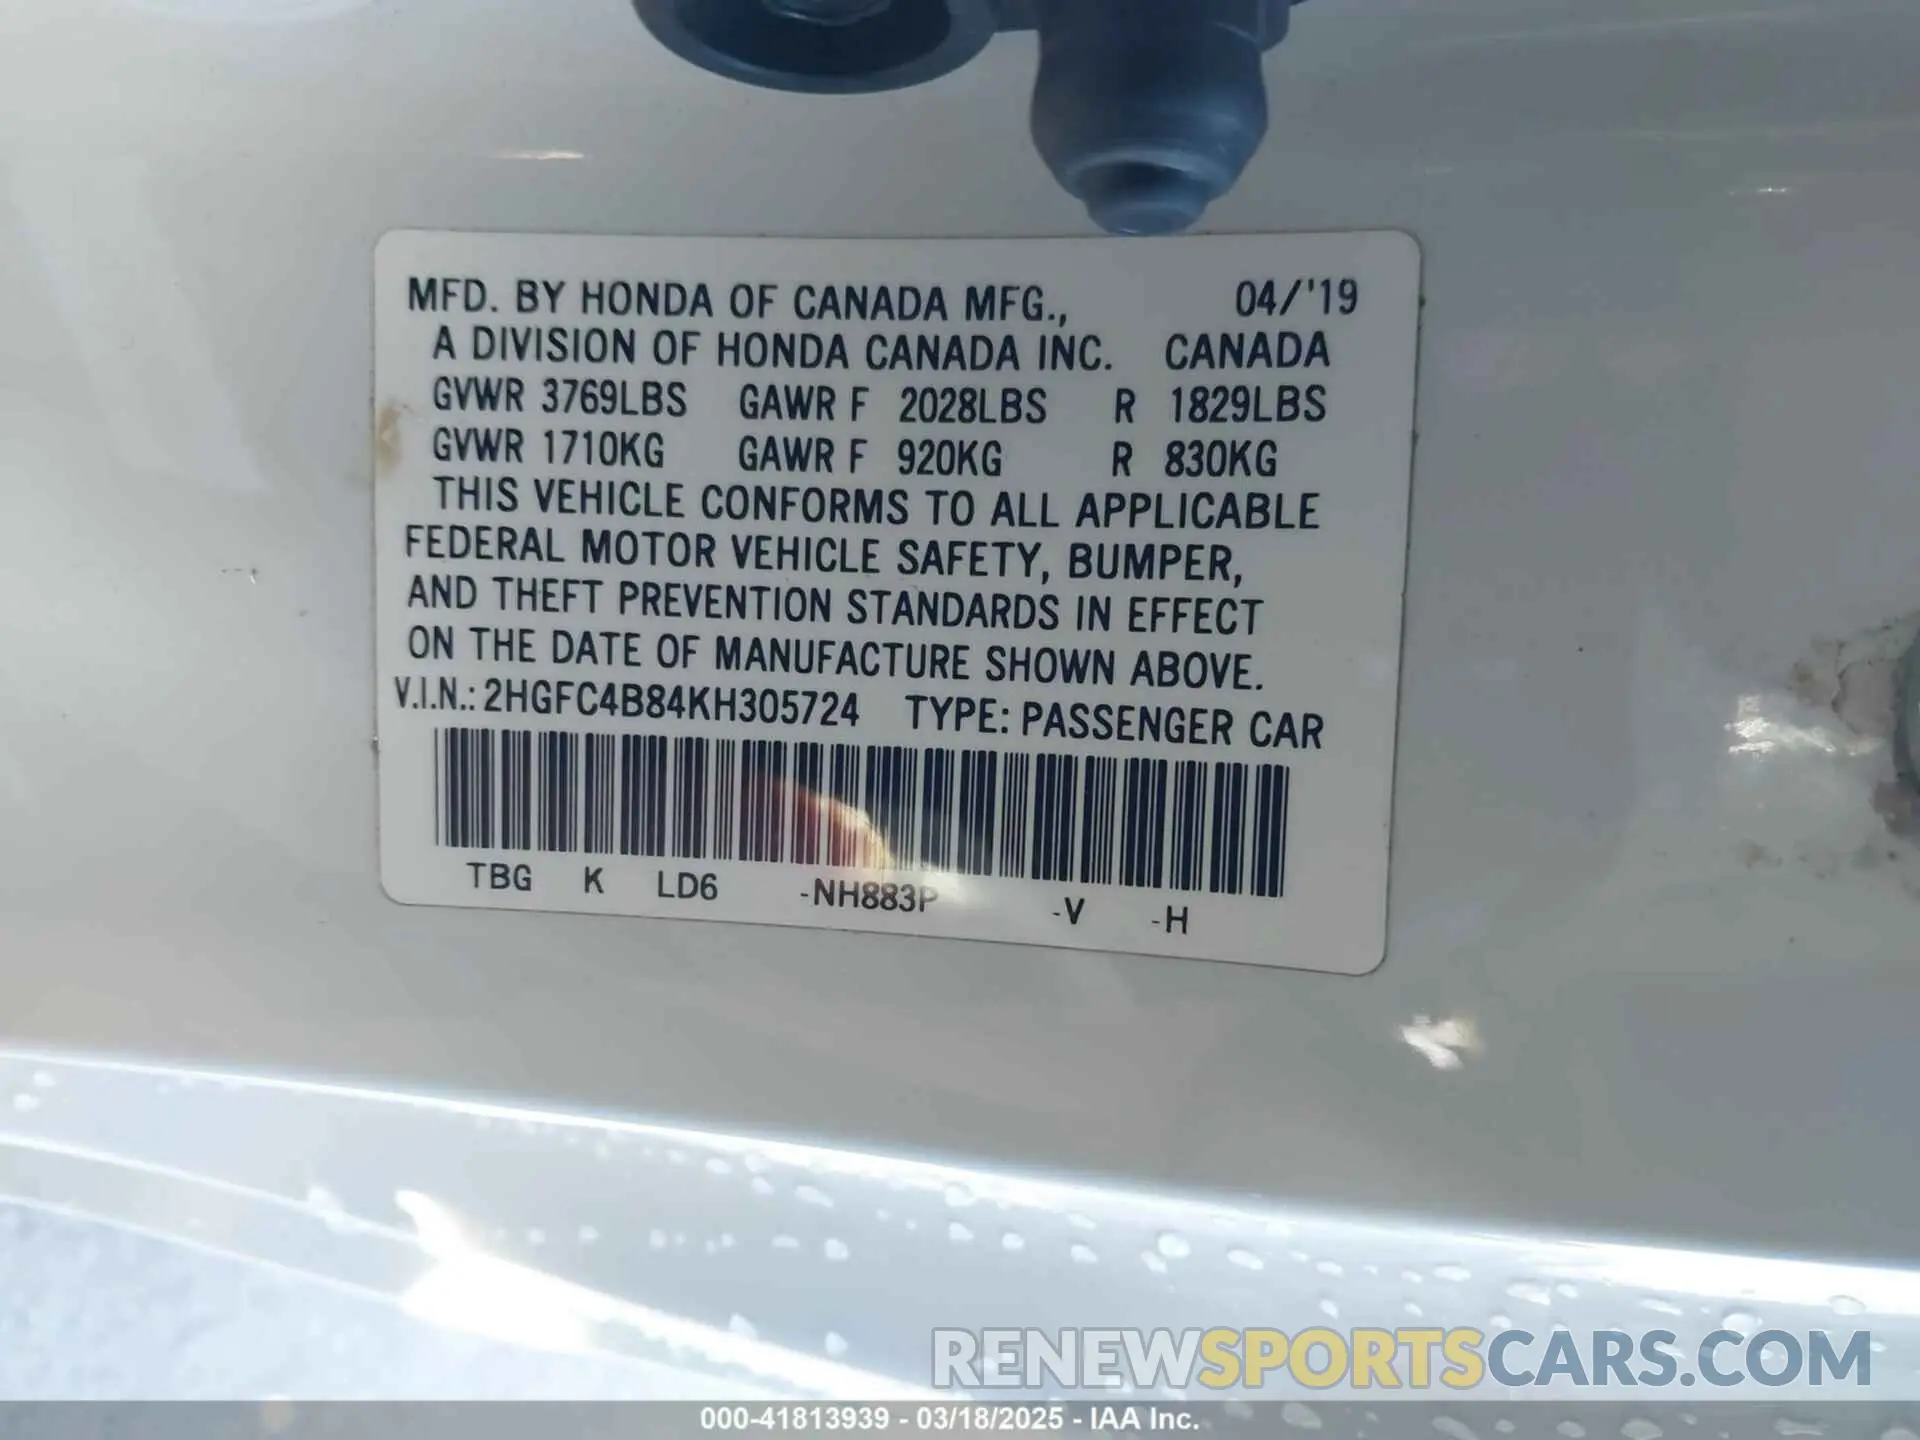 MFD. BY HONDA OF CANADA MFG., 04/'19
A DIVISION OF HONDA CANADA INC. CANADA
GVWR 3769LBS GAWR F 2028LBS R 1829LBS
GVWR 1710KG GAWR F 920KG R 830KG
THIS VEHICLE CONFORMS TO ALL APPLICABLE
FEDERAL MOTOR VEHICLE SAFETY, BUMPER,
AND THEFT PREVENTION STANDARDS IN EFFECT
ON THE DATE OF MANUFACTURE SHOWN ABOVE.
V.I.N.: 2HGFC4B84KH305724 TYPE: PASSENGER CAR
TBG K LD6 -NH883P -V -H
RENEWSPORTSCARS.COM
000-41813939 - 03/18/2025 - IAA Inc.